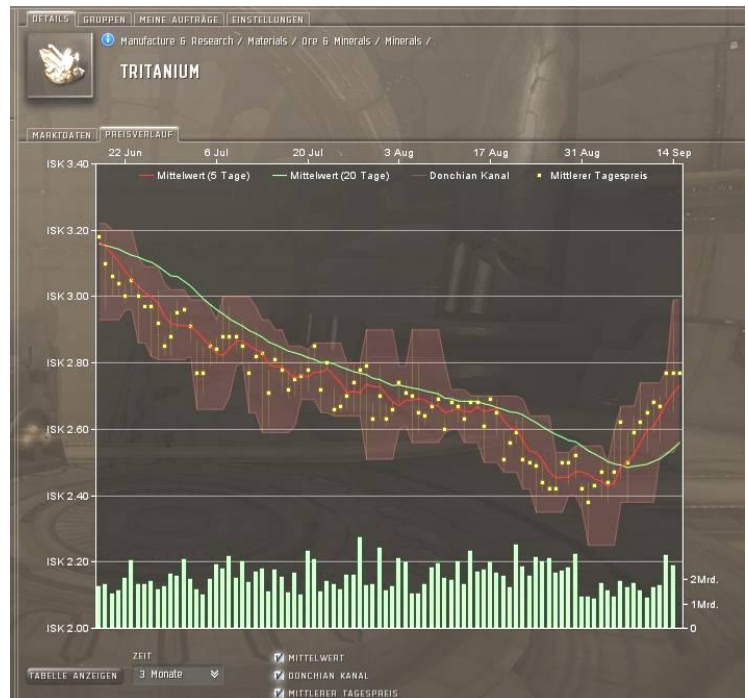 DETAILS GRUPPEN MEINE AUFTRÄGE EINSTELLUNGEN
Manufacture & Research / Materials / Ore & Minerals / Minerals /
TRITANIUM
MARKTDATEN PREISVERLAUF
22 Jun 6 Jul 20 Jul 3 Aug 17 Aug 31 Aug 14 Sep
ISK 3.40
Mittelwert (5 Tage) Mittelwert (20 Tage) Donchian Kanal Mittlerer Tagespreis
ISK 3.20
ISK 3.00
ISK 2.80
ISK 2.60
ISK 2.40
ISK 2.20
2Mrd.
1Mrd.
ISK 2.00 0
ZEIT
TABELLE ANZEIGEN 3 Monate
MITTELWERT
DONCHIAN KANAL
MITTLERER TAGESPREIS